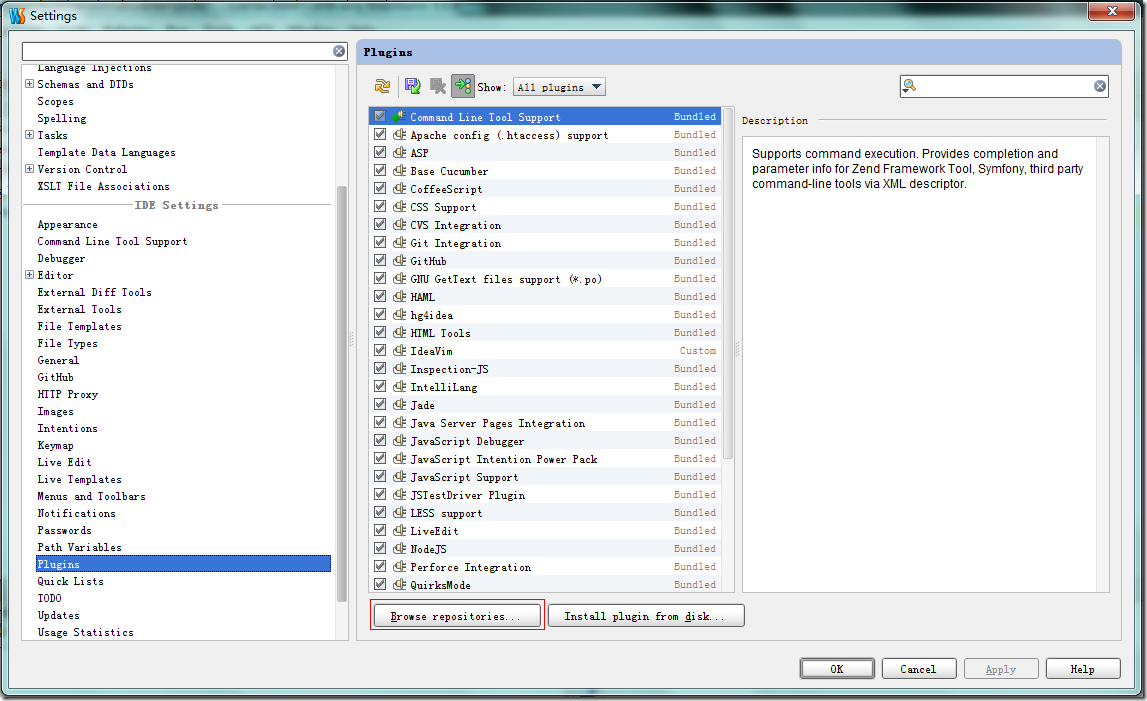 Settings
Plugins
Language Injections
Schemas and DTDs
Scopes
Spelling
Tasks
Template Data Languages
Version Control
XSLT File Associations
IDE Settings
Appearance
Command Line Tool Support
Debugger
Editor
External Diff Tools
External Tools
File Templates
File Types
General
GitHub
HTTP Proxy
Images
Intentions
Keymap
Live Edit
Live Templates
Menus and Toolbars
Notifications
Passwords
Path Variables
Plugins
Quick Lists
TODO
Updates
Usage Statistics
Show: All plugins
Command Line Tool Support Bundled
Apache config (.htaccess) support Bundled
ASP Bundled
Base Cucumber Bundled
CoffeeScript Bundled
CSS Support Bundled
CVS Integration Bundled
Git Integration Bundled
GitHub Bundled
GNU GetText files support (*.po) Bundled
HAML Bundled
hg4idea Bundled
HTML Tools Bundled
IdeaVim Custom
Inspection-JS Bundled
IntelliLang Bundled
Jade Bundled
Java Server Pages Integration Bundled
JavaScript Debugger Bundled
JavaScript Intention Power Pack Bundled
JavaScript Support Bundled
JSTestDriver Plugin Bundled
LESS support Bundled
LiveEdit Bundled
NodeJS Bundled
Perforce Integration Bundled
QuirksMode Bundled
Description
Supports command execution. Provides completion and
parameter info for Zend Framework Tool, Symfony, third party
command-line tools via XML descriptor.
Browse repositories... Install plugin from disk...
OK Cancel Apply Help